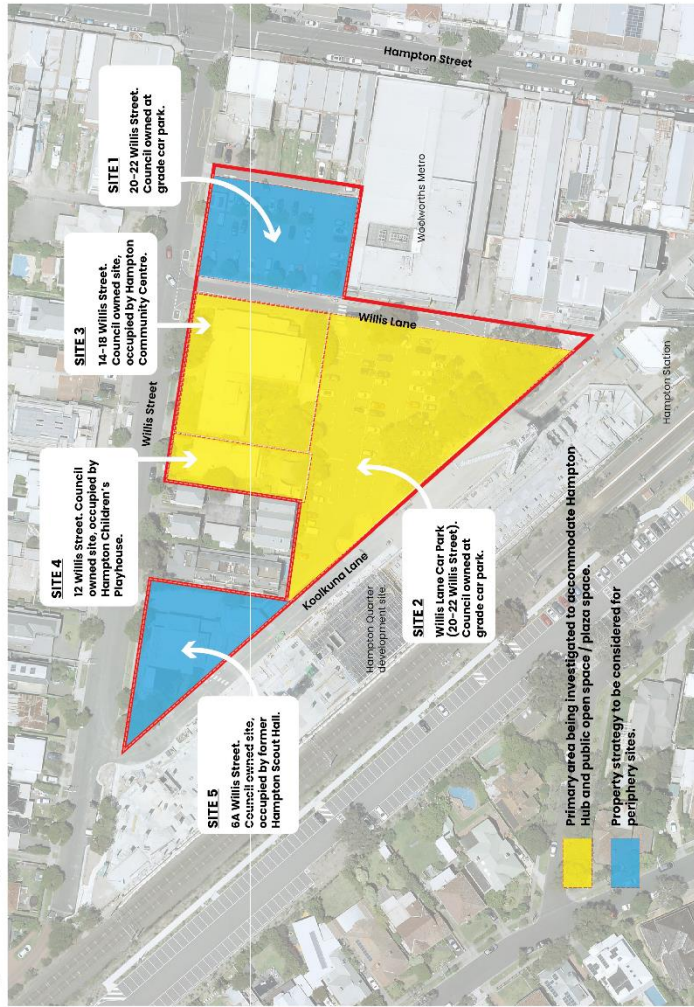 Hampton Street
SITE 1
20-22 Willis Street.
Council owned at
grade car park.
SITE 3
14-18 Willis Street.
Council owned site,
occupied by Hampton
Community Centre.
SITE 4
12 Willis Street. Council
owned site, occupied by
Hampton Children's
Playhouse.
SITE 5
6A Willis Street.
Council owned site,
occupied by former
Hampton Scout Hall.
SITE 2
Willis Lane Car Park
(20-22 Willis Street).
Council owned at
grade car park.
Willis Street
Willis Lane
Koolkuna Lane
Woolworths Metro
Hampton Station
Hampton Quarter
development site
Primary area being investigated to accommodate Hampton
Hub and public open space / plaza space.
Property strategy to be considered for
periphery sites.